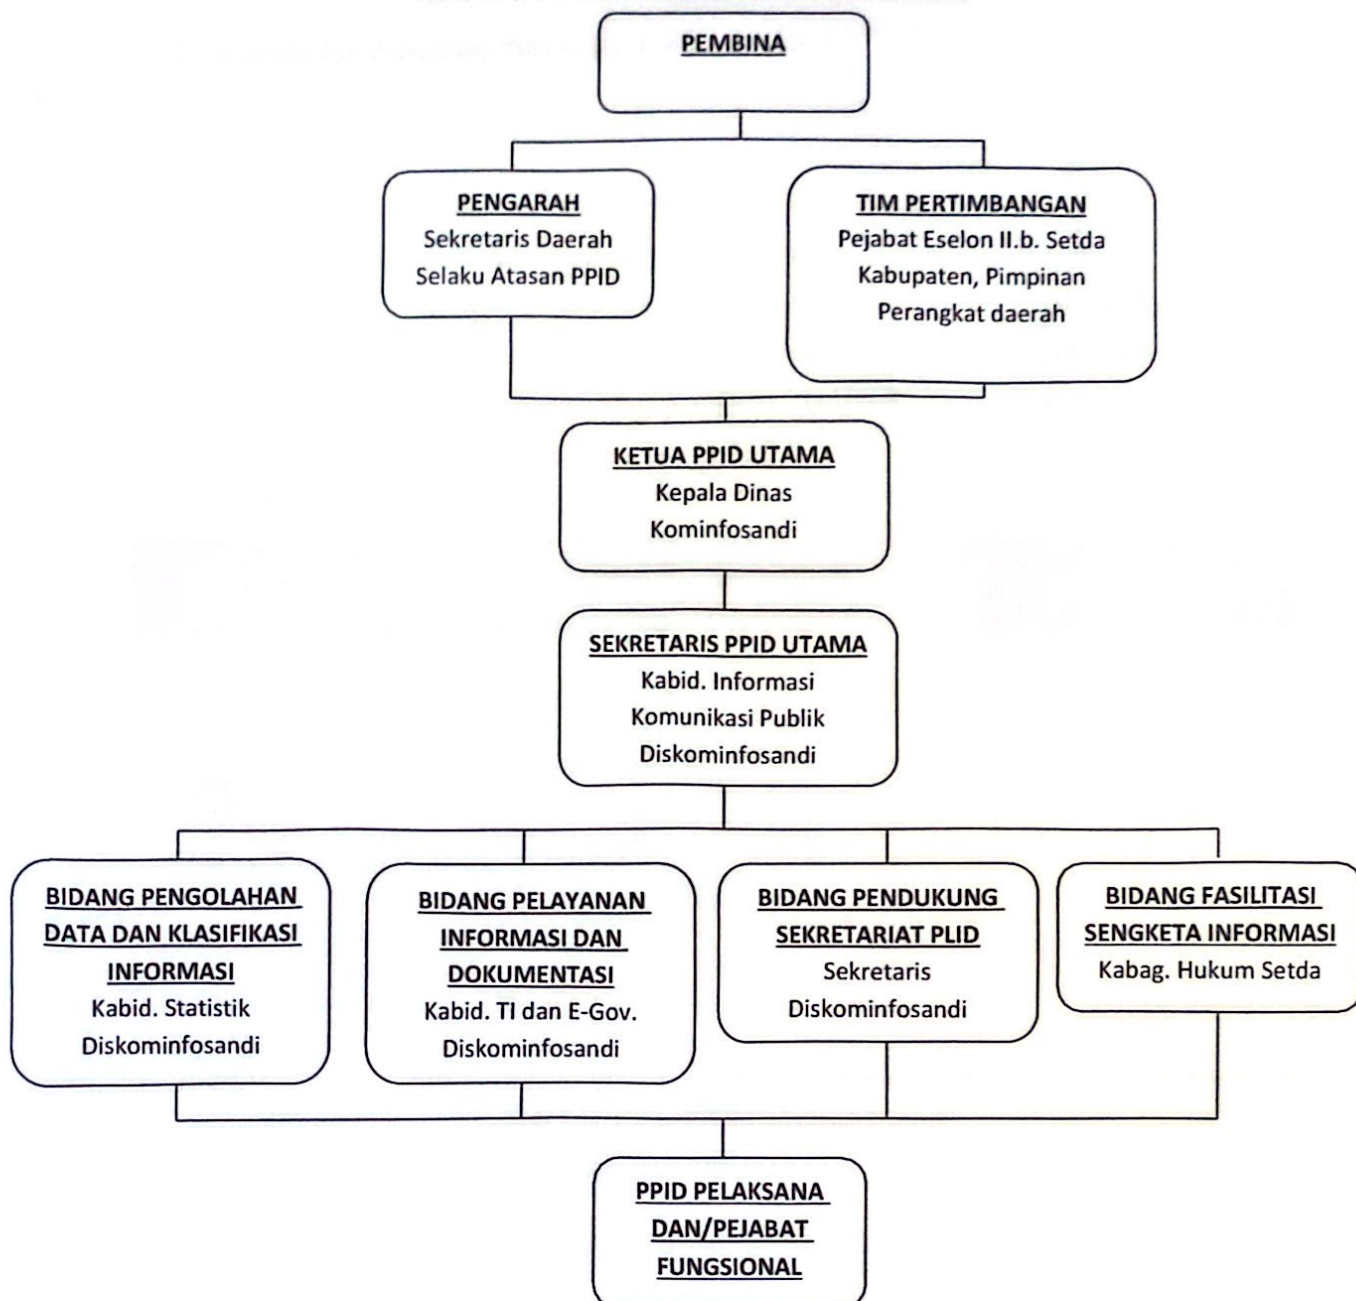 PEMBINA
PENGARAH
Sekretaris Daerah
Selaku Atasan PPID
TIM PERTIMBANGAN
Pejabat Eselon II.b. Setda
Kabupaten, Pimpinan
Perangkat daerah
KETUA PPID UTAMA
Kepala Dinas
Kominfosandi
SEKRETARIS PPID UTAMA
Kabid. Informasi
Komunikasi Publik
Diskominfosandi
BIDANG PENGOLAHAN
DATA DAN KLASIFIKASI
INFORMASI
Kabid. Statistik
Diskominfosandi
BIDANG PELAYANAN
INFORMASI DAN
DOKUMENTASI
Kabid. TI dan E-Gov.
Diskominfosandi
BIDANG PENDUKUNG
SEKRETARIAT PLID
Sekretaris
Diskominfosandi
BIDANG FASILITASI
SENGKETA INFORMASI
Kabag. Hukum Setda
PPID PELAKSANA
DAN/PEJABAT
FUNGSIONAL